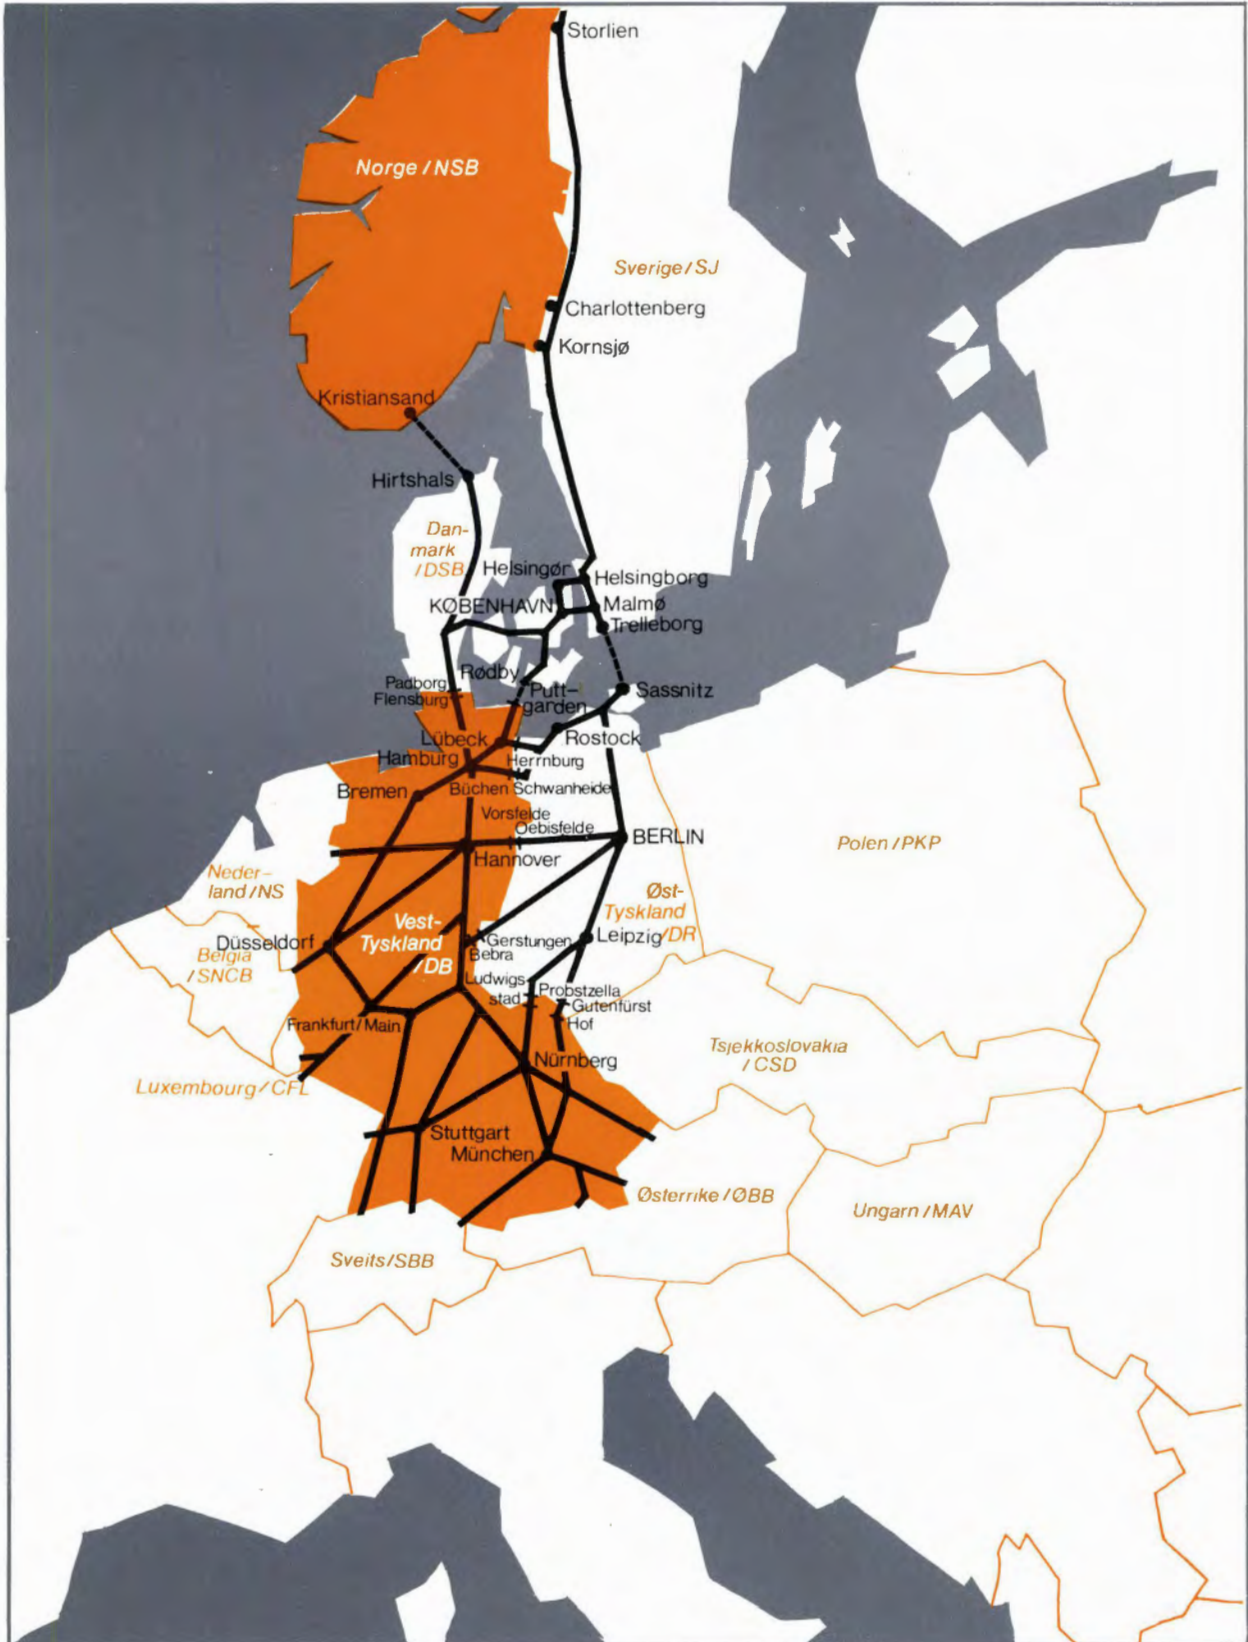 Storlien
Norge / NSB
Sverige / SJ
Charlottenberg
Kornsjø
Kristiansand
Hirtshals
Dan-
mark
/DSB
Helsingør
Helsingborg
KØBENHAVN
Malmø
Trelleborg
Rødby
Padborg
Flensburg
Putt-
garden
Sassnitz
Lübeck
Rostock
Hamburg
Herrnburg
Bremen
Büchen
Schwanheide
Vorsfelde
Oebisfelde
BERLIN
Polen / PKP
Hannover
Neder-
land / NS
Øst-
Tyskland
/DR
Vest-
Tyskland
/DB
Düsseldorf
Gerstungen
Leipzig
Belgia
/ SNCB
Bebra
Ludwigs
stad
Probstzella
Gutenfürst
Hof
Frankfurt/Main
Tsjekkoslovakia
/ CSD
Nürnberg
Luxembourg / CFL
Stuttgart
München
Østerrike / ØBB
Ungarn / MAV
Sveits/SBB